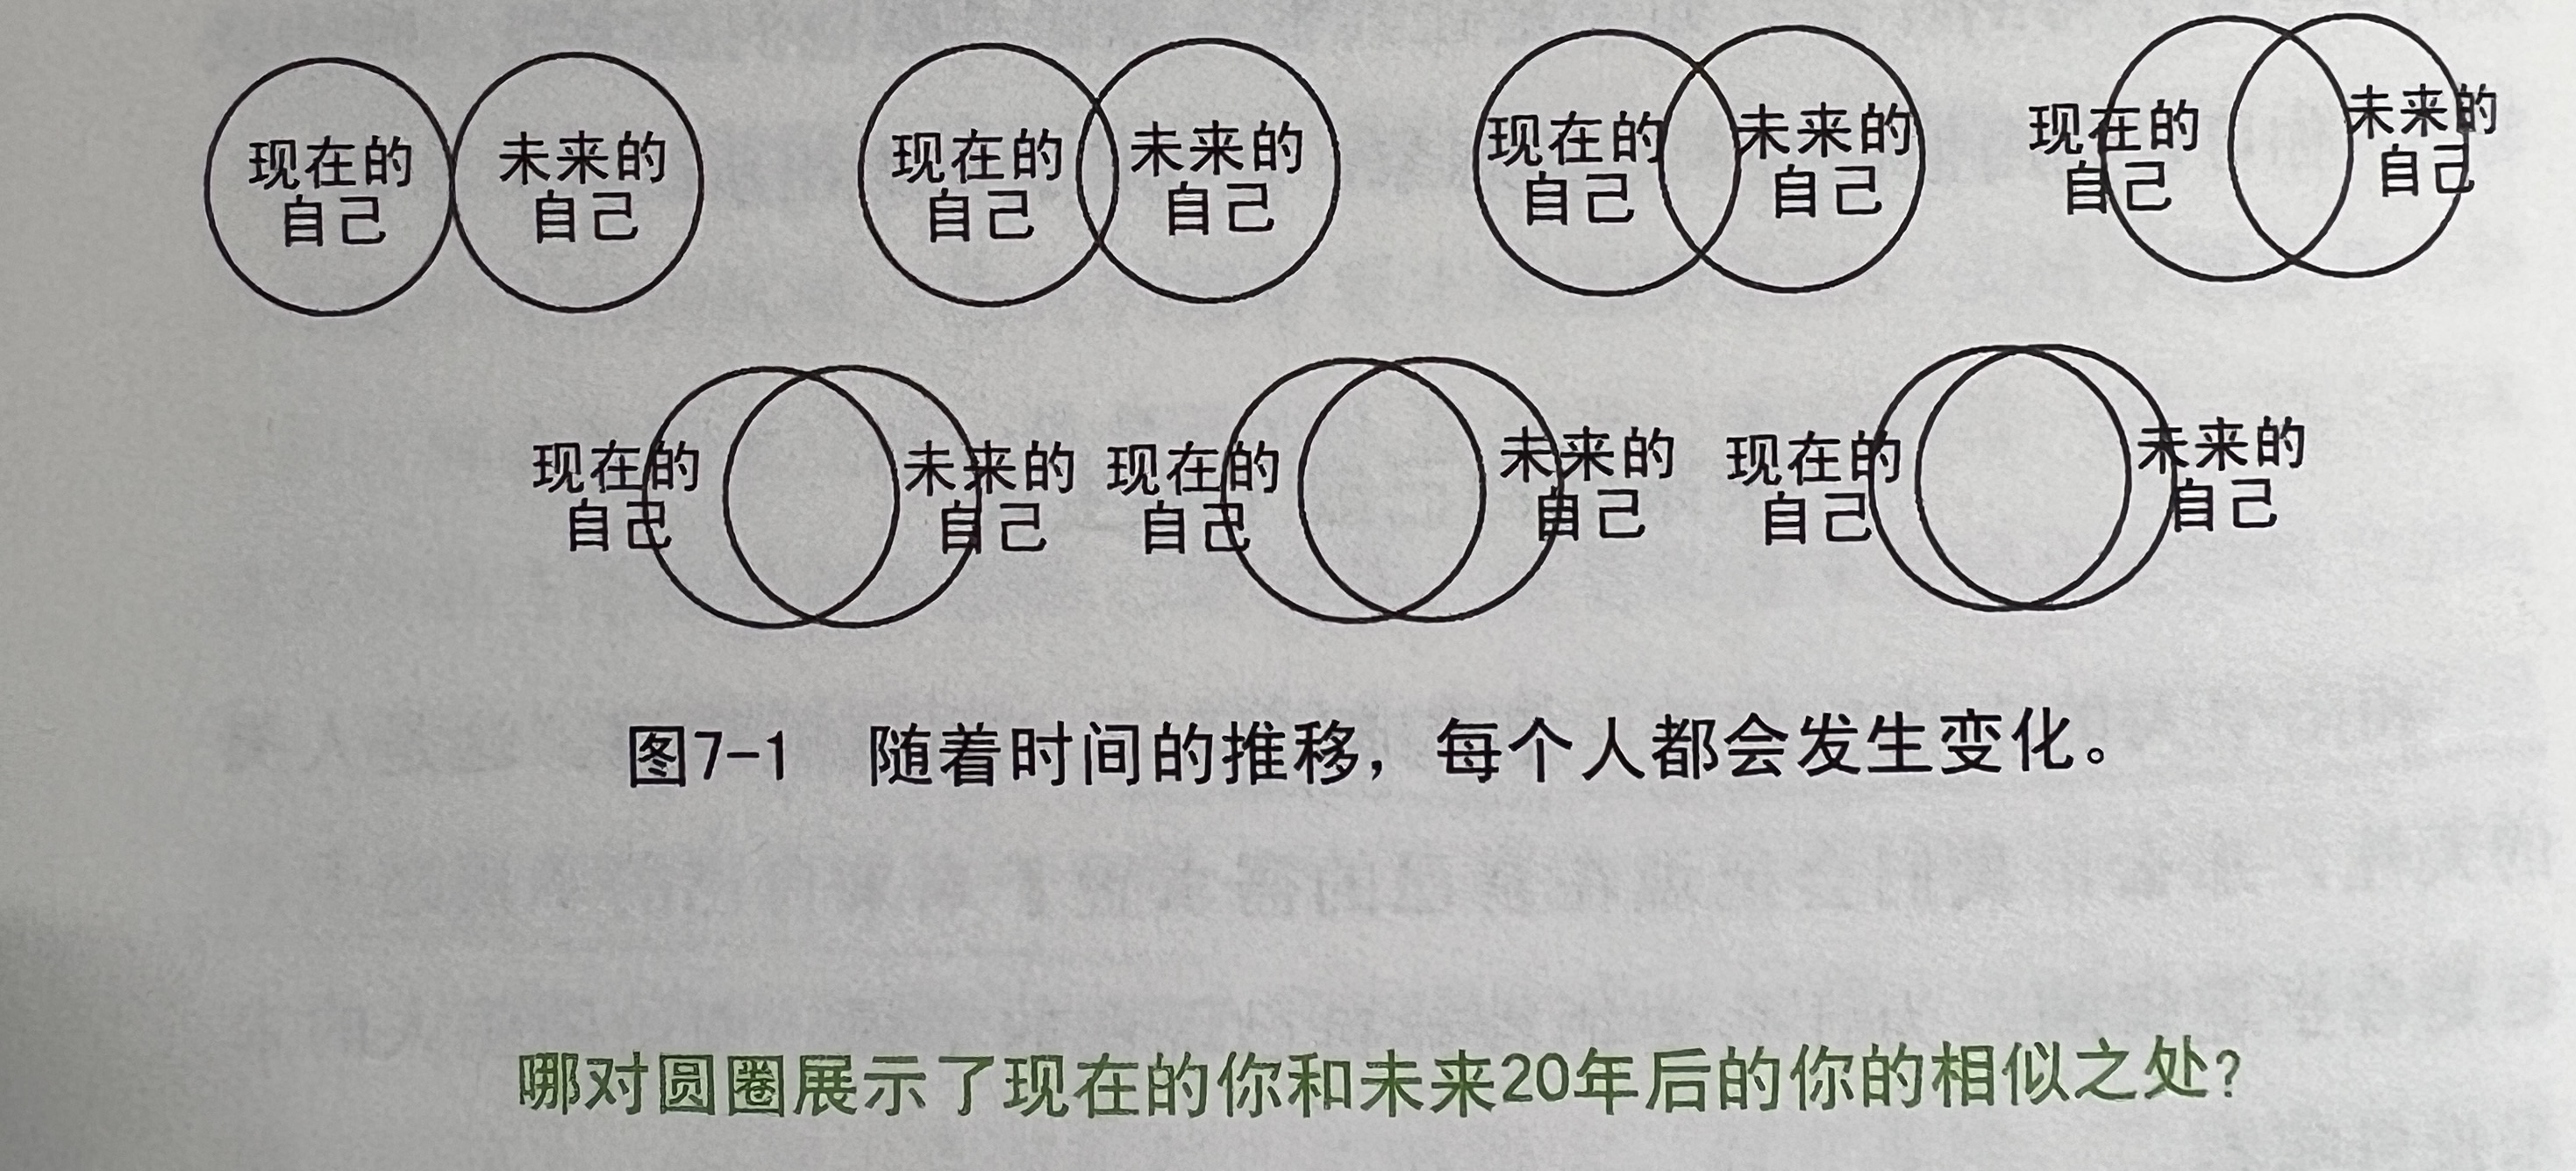 现在的
自己
未来的
自己
现在的
自己
未来的
自己
现在的
自己
未来的
自己
现在的
自己
未来的
自己
现在的
自己
未来的
自己
现在的
自己
未来的
自己
现在的
自己
未来的
自己
图7-1 随着时间的推移，每个人都会发生变化。
哪对圆圈展示了现在的你和未来20年后的你的相似之处?